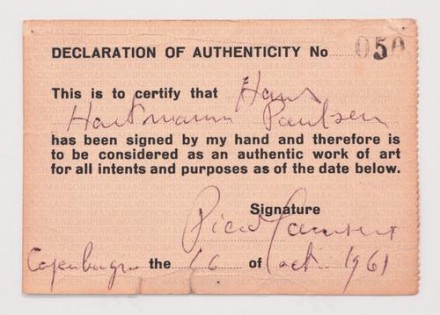 DECLARATION OF AUTHENTICITY No 050
This is to certify that Hans
Hartmann Paulsen
has been signed by my hand and therefore is
to be considered as an authentic work of art
for all intents and purposes as of the date below.
Signature
Piero Manzoni
Copenhagen the 16 of oct. 1961